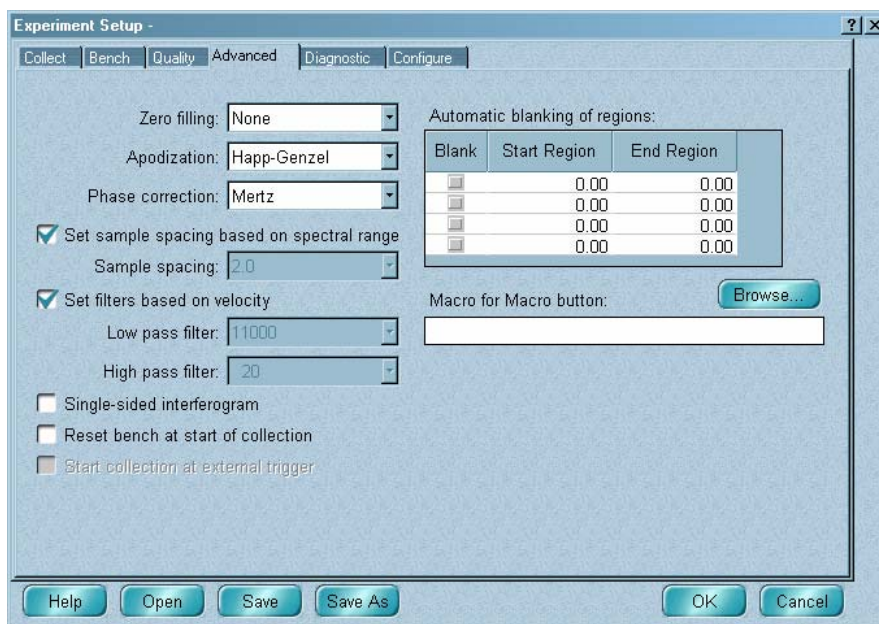 Experiment Setup -
Collect Bench Quality Advanced Diagnostic Configure
Zero filling: None
Apodization: Happ-Genzel
Phase correction: Mertz
Set sample spacing based on spectral range
Sample spacing: 2.0
Set filters based on velocity
Low pass filter: 11000
High pass filter: 20
Single-sided interferogram
Reset bench at start of collection
Start collection at external trigger
Automatic blanking of regions:
Blank Start Region End Region
0.00 0.00
0.00 0.00
0.00 0.00
0.00 0.00
Macro for Macro button:
Browse...
Help Open Save Save As OK Cancel